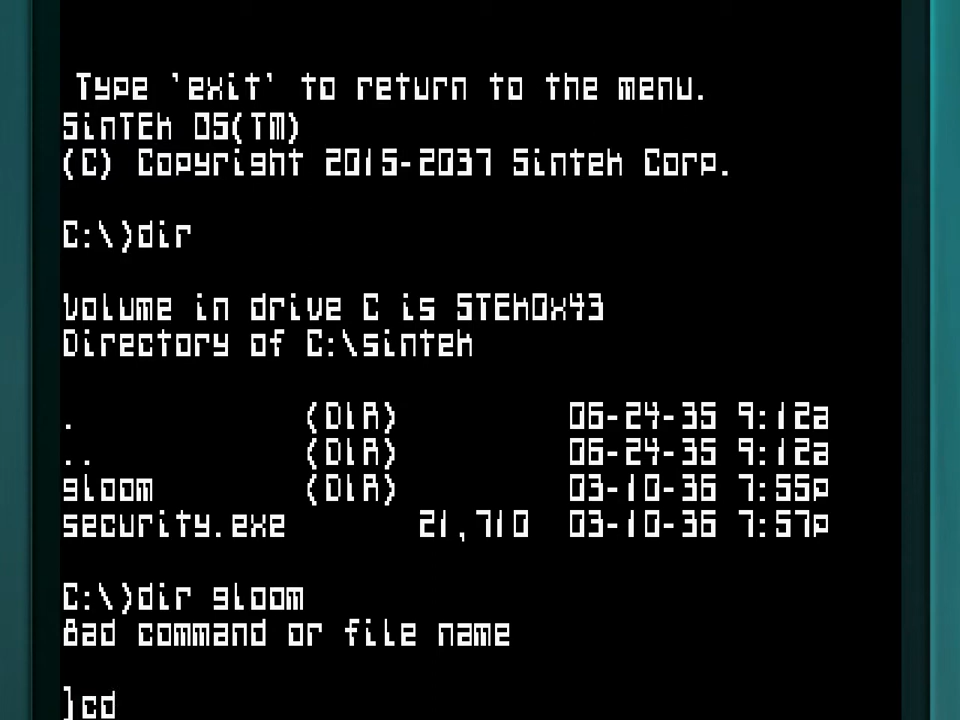 Type 'exit' to return to the menu.
SinTEk OS(TM)
(C) Copyright 2015-2037 Sintek Corp.
C:\)dir
Volume in drive C is STEk0x43
Directory of C:\sintek
. (DIR) 06-24-35 9:12a
.. (DIR) 06-24-35 9:12a
gloom (DIR) 03-10-36 7:55p
security.exe 21,710 03-10-36 7:57p
C:\)dir gloom
Bad command or file name
]cd